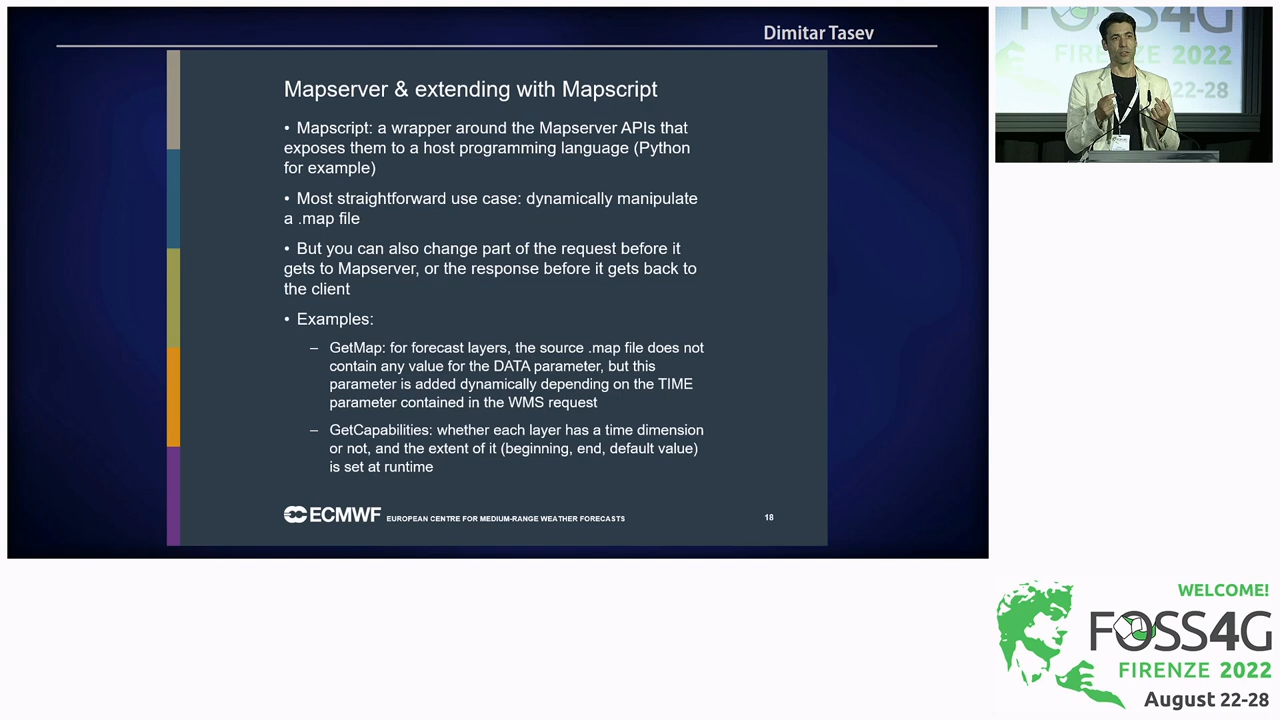 Dimitar Tasev
Mapserver & extending with Mapscript
• Mapscript: a wrapper around the Mapserver APIs that
exposes them to a host programming language (Python
for example)
• Most straightforward use case: dynamically manipulate
a .map file
• But you can also change part of the request before it
gets to Mapserver, or the response before it gets back to
the client
• Examples:
– GetMap: for forecast layers, the source .map file does not
contain any value for the DATA parameter, but this
parameter is added dynamically depending on the TIME
parameter contained in the WMS request
– GetCapabilities: whether each layer has a time dimension
or not, and the extent of it (beginning, end, default value)
is set at runtime
ECMWF EUROPEAN CENTRE FOR MEDIUM-RANGE WEATHER FORECASTS
18
FOSS4G
FIRENZE 2022
22-28
WELCOME!
FOSS4G
FIRENZE 2022
August 22-28